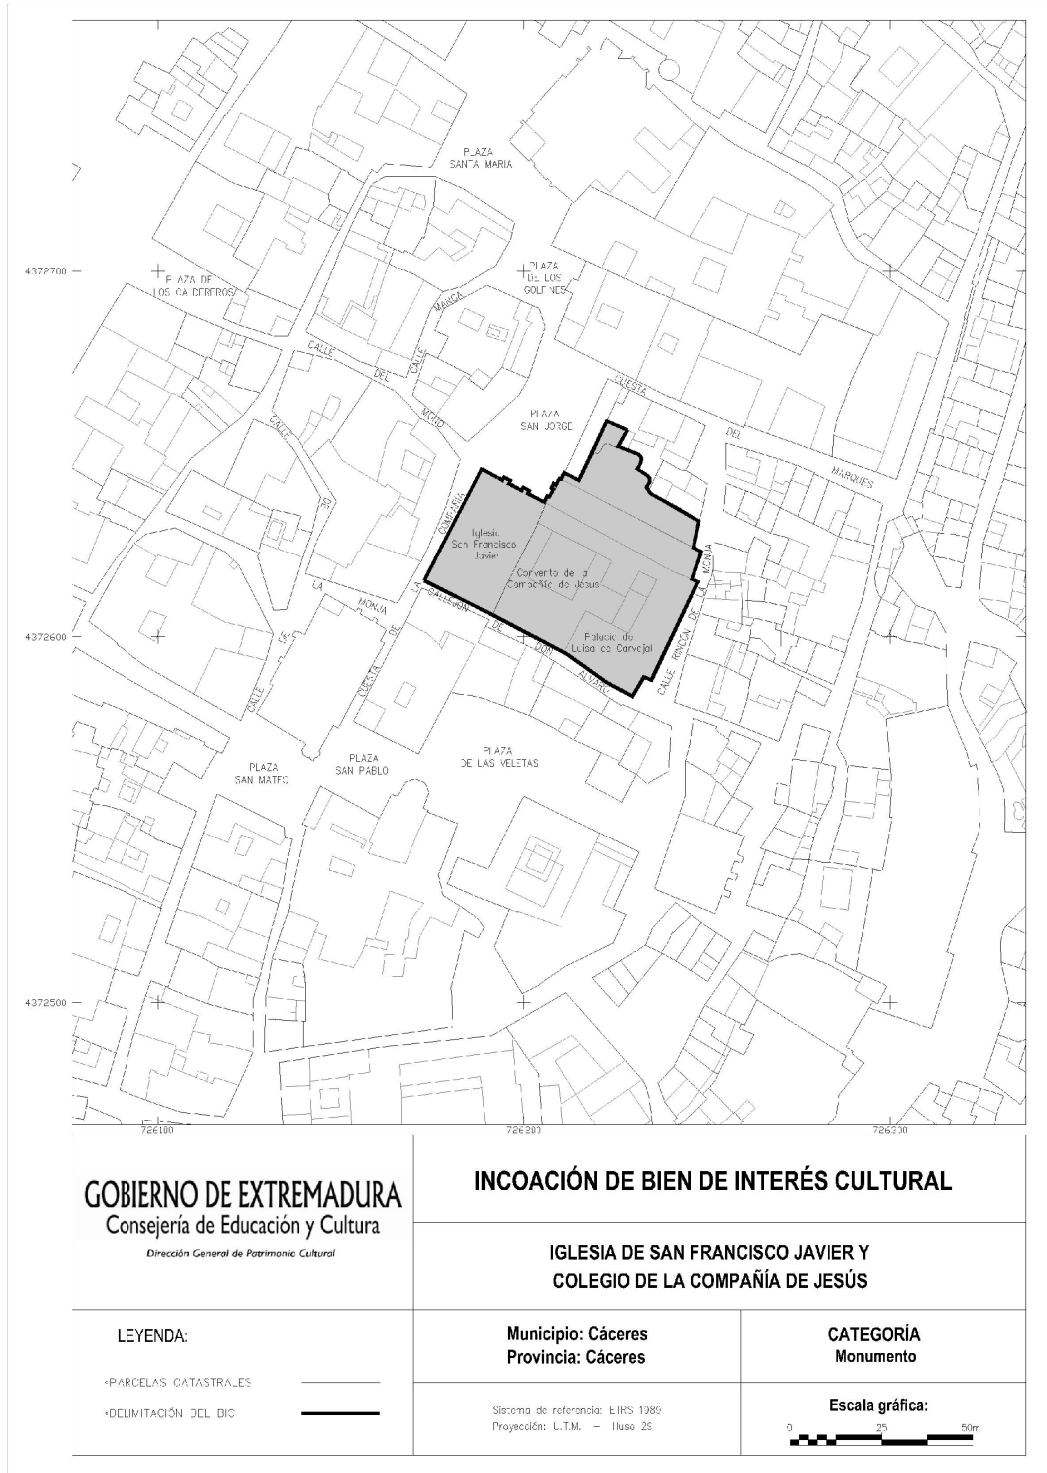 PLAZA
SANTA MARIA
4372700
PLAZA
DE LOS
GOLFINES
PLAZA DE
LOS CALDEREROS
CALLE MANGA
CALLE DEL MONO
CUESTA DEL MARQUES
PLAZA
SAN JORGE
CALLE DE LA MONJA
CUESTA DE LA COMPAÑIA
Iglesia
San Francisco
Javier
Convento de la
Compañía de Jesus
Palacio de
Luisa de Carvajal
CALLEJON DE DON ALVARO
CALLE RINCON DE LA MONJA
4372600
PLAZA
SAN MATEO
PLAZA
SAN PABLO
PLAZA
DE LAS VELETAS
4372500
726100
726200
726300
GOBIERNO DE EXTREMADURA
Consejería de Educación y Cultura
Dirección General de Patrimonio Cultural
INCOACIÓN DE BIEN DE INTERÉS CULTURAL
IGLESIA DE SAN FRANCISCO JAVIER Y
COLEGIO DE LA COMPAÑÍA DE JESÚS
LEYENDA:
PARCELAS CATASTRALES
DELIMITACIÓN DEL BIC
Municipio: Cáceres
Provincia: Cáceres
CATEGORÍA
Monumento
Sistema de referencia: ETRS 1989
Proyección: U.T.M. – Huso 29
Escala gráfica:
0 25 50m